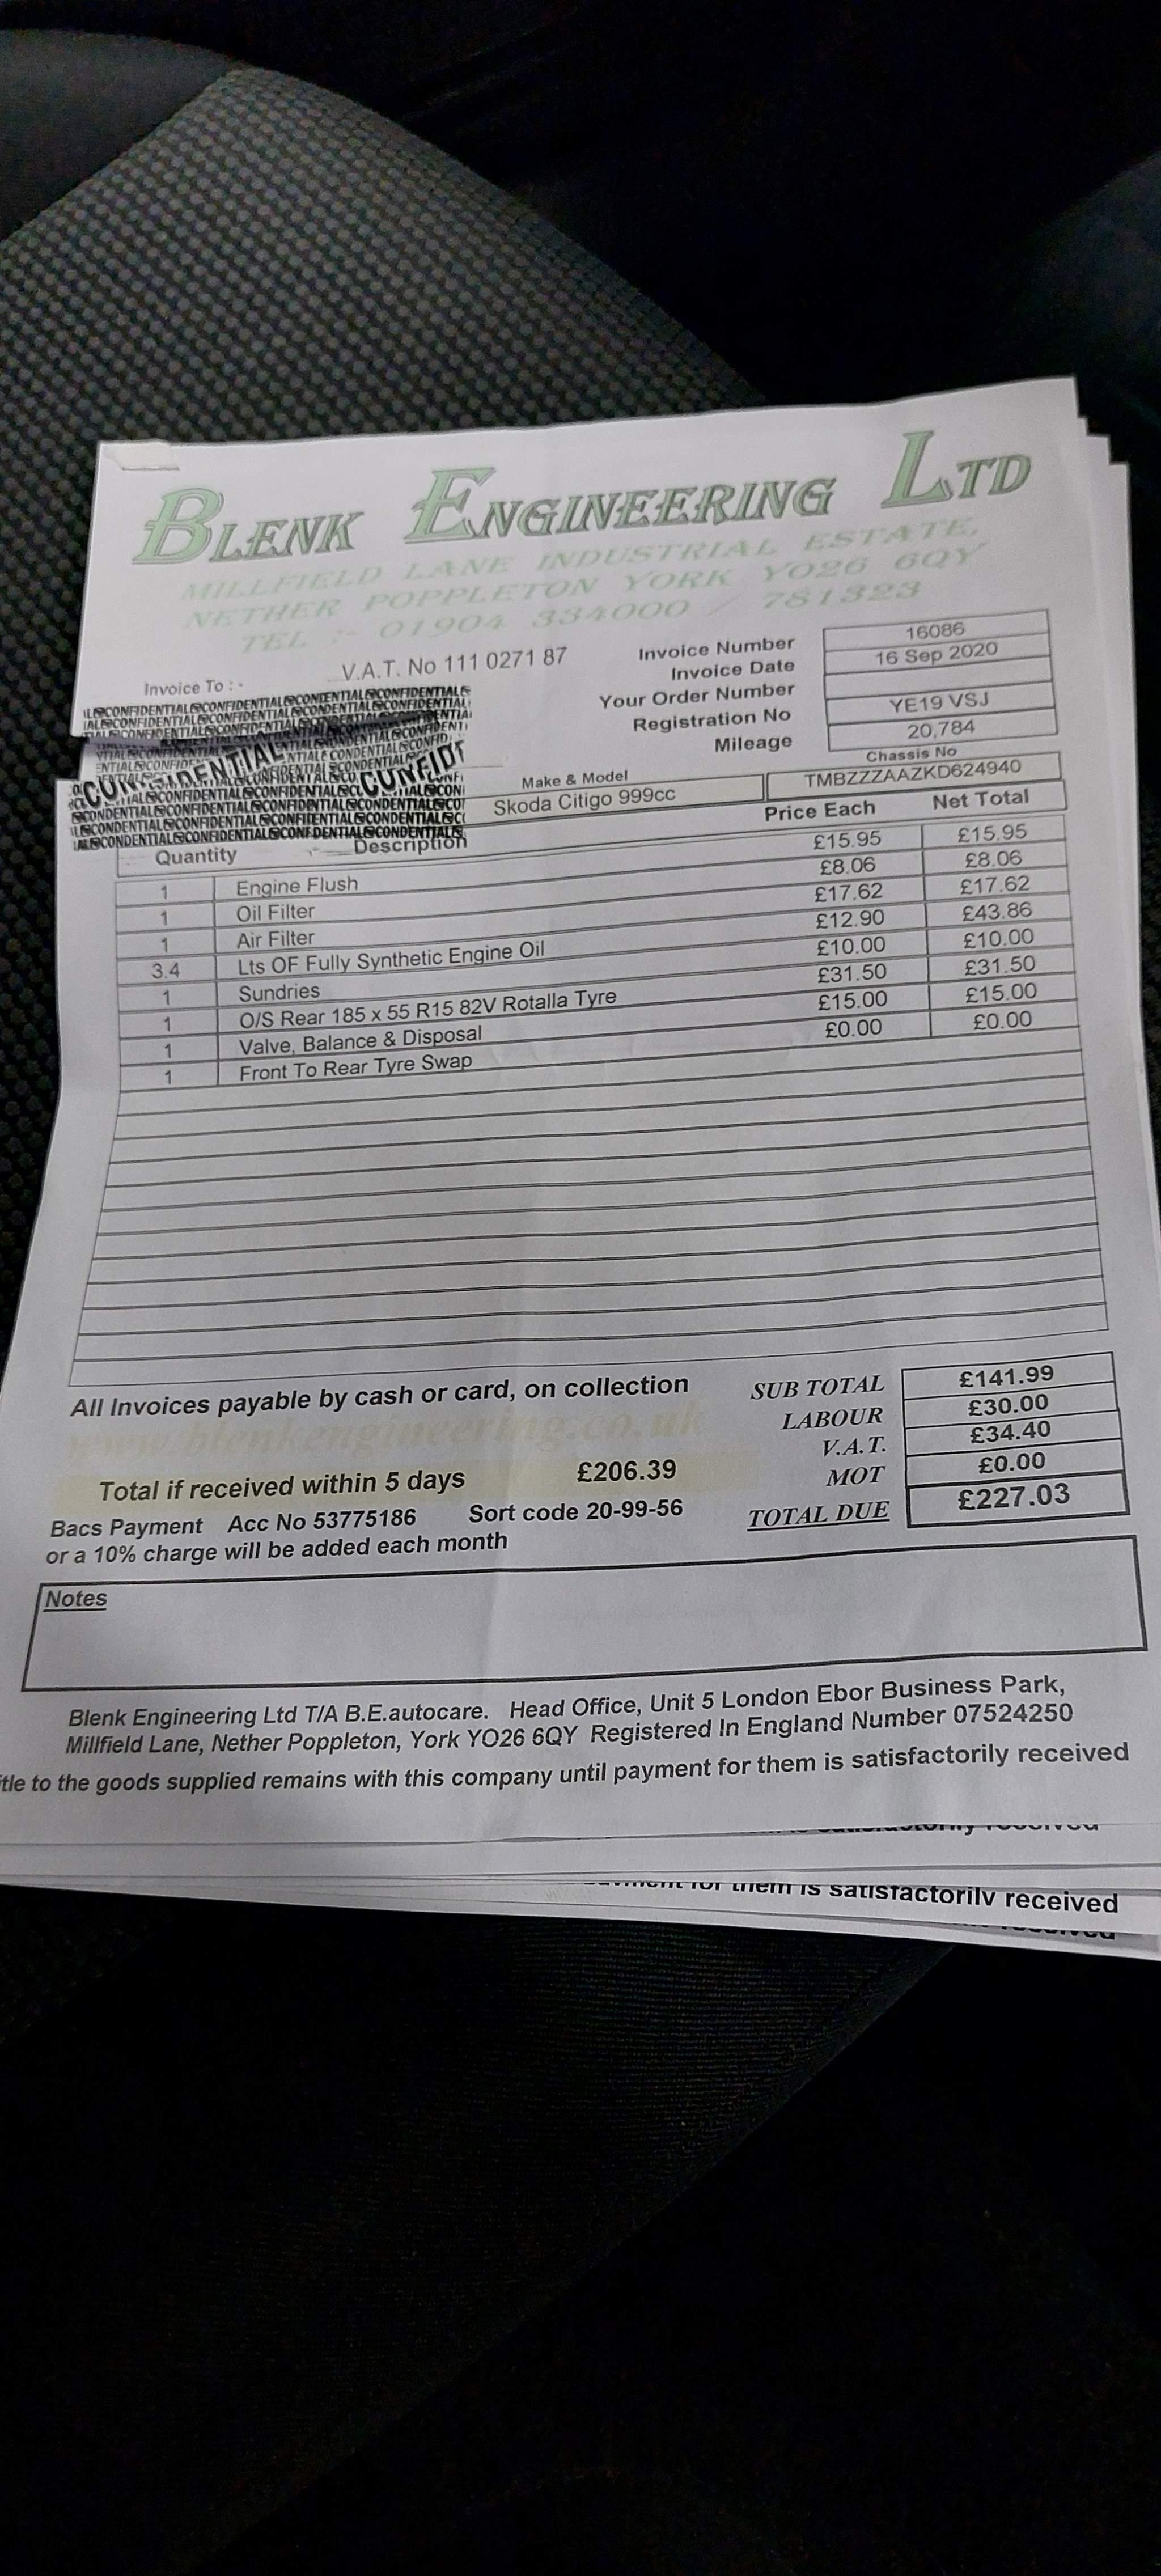 BLENK ENGINEERING LTD
MILLFIELD LANE INDUSTRIAL ESTATE,
NETHER POPPLETON YORK YO26 6QY
TEL :- 01904 334000 / 781323
Invoice To :-
V.A.T. No 111 0271 87
Invoice Number 16086
Invoice Date 16 Sep 2020
Your Order Number
Registration No YE19 VSJ
Mileage 20,784
CONFIDENTIAL
Make & Model
Chassis No
Skoda Citigo 999cc
TMBZZZAAZKD624940
Quantity Description Price Each Net Total
1 Engine Flush £15.95 £15.95
1 Oil Filter £8.06 £8.06
1 Air Filter £17.62 £17.62
3.4 Lts OF Fully Synthetic Engine Oil £12.90 £43.86
1 Sundries £10.00 £10.00
1 O/S Rear 185 x 55 R15 82V Rotalla Tyre £31.50 £31.50
1 Valve, Balance & Disposal £15.00 £15.00
1 Front To Rear Tyre Swap £0.00 £0.00
All Invoices payable by cash or card, on collection
www.blenkengineering.co.uk
Total if received within 5 days £206.39
Bacs Payment Acc No 53775186 Sort code 20-99-56
or a 10% charge will be added each month
SUB TOTAL £141.99
LABOUR £30.00
V.A.T. £34.40
MOT £0.00
TOTAL DUE £227.03
Notes
Blenk Engineering Ltd T/A B.E.autocare. Head Office, Unit 5 London Ebor Business Park,
Millfield Lane, Nether Poppleton, York YO26 6QY Registered In England Number 07524250
tle to the goods supplied remains with this company until payment for them is satisfactorily received
for them is satisfactorily received